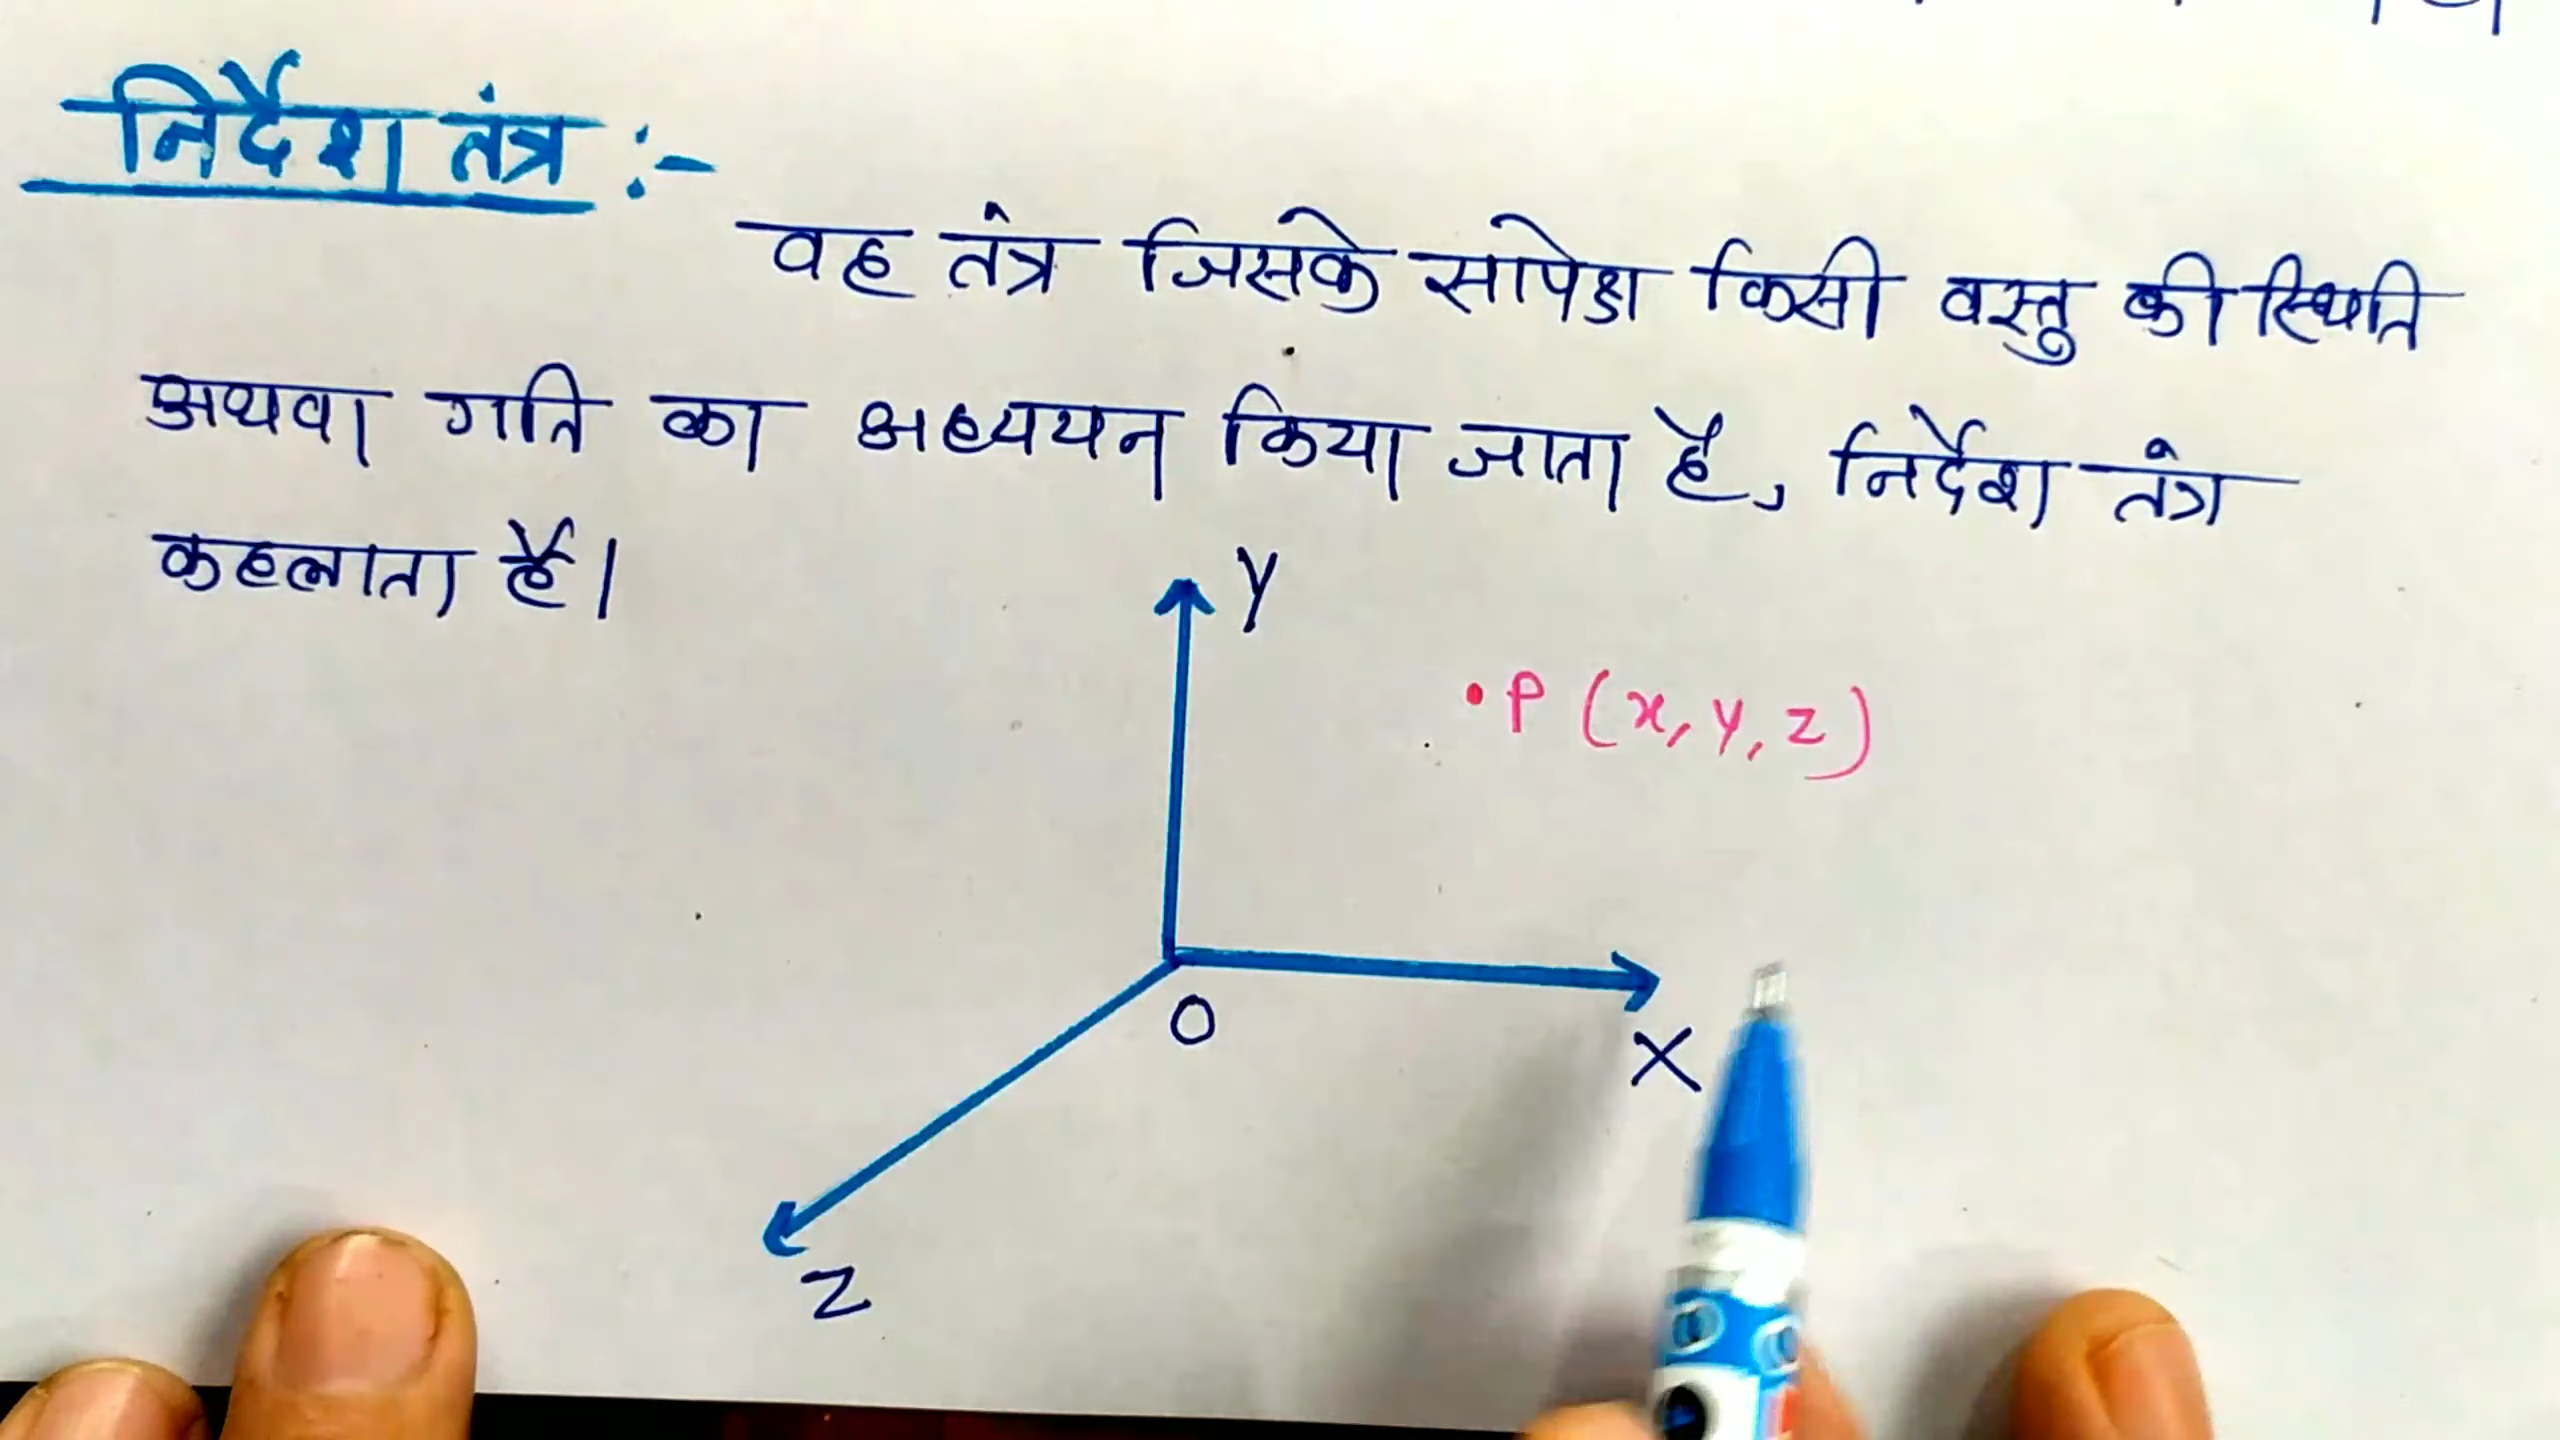 निर्देश तंत्र :-
वह तंत्र जिसके सापेक्ष किसी वस्तु की स्थिति
अथवा गति का अध्ययन किया जाता है, निर्देश तंत्र
कहलाता है।
Y
P (x, y, z)
O
X
Z